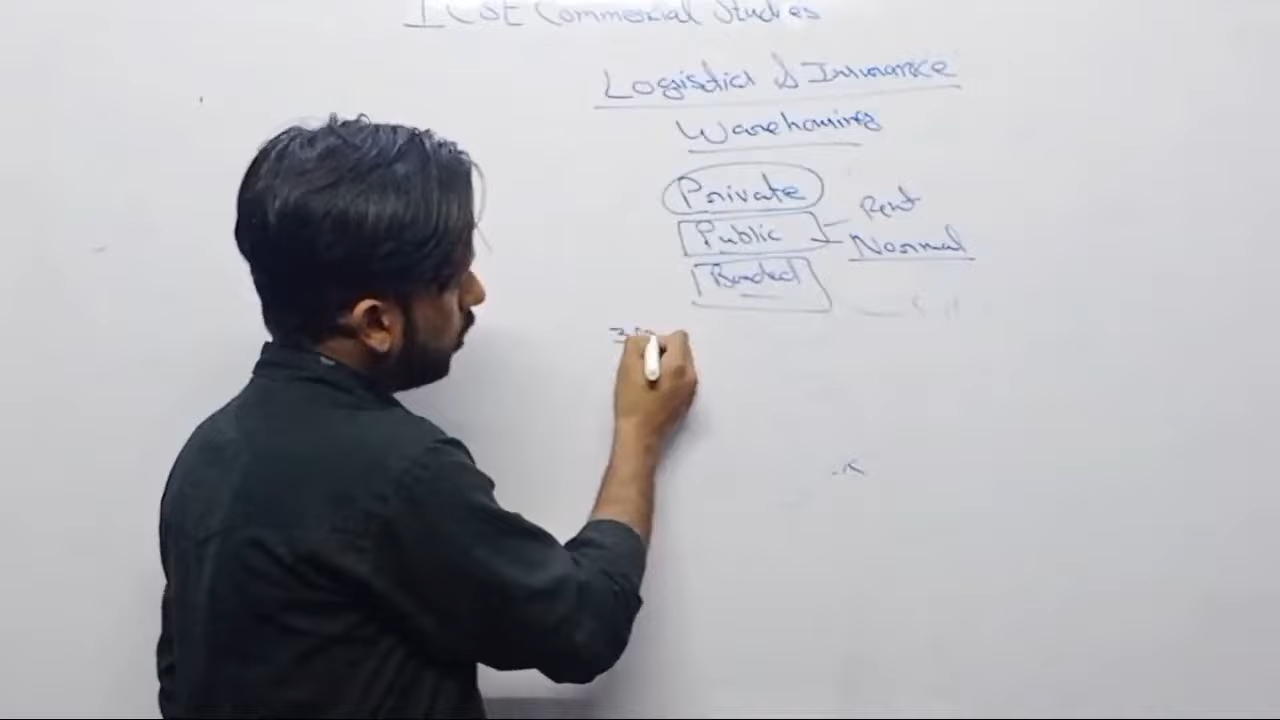 ICSE Commercial Studies
Logistics & Insurance
Warehousing
Private
Public
Rent
Normal
Bonded